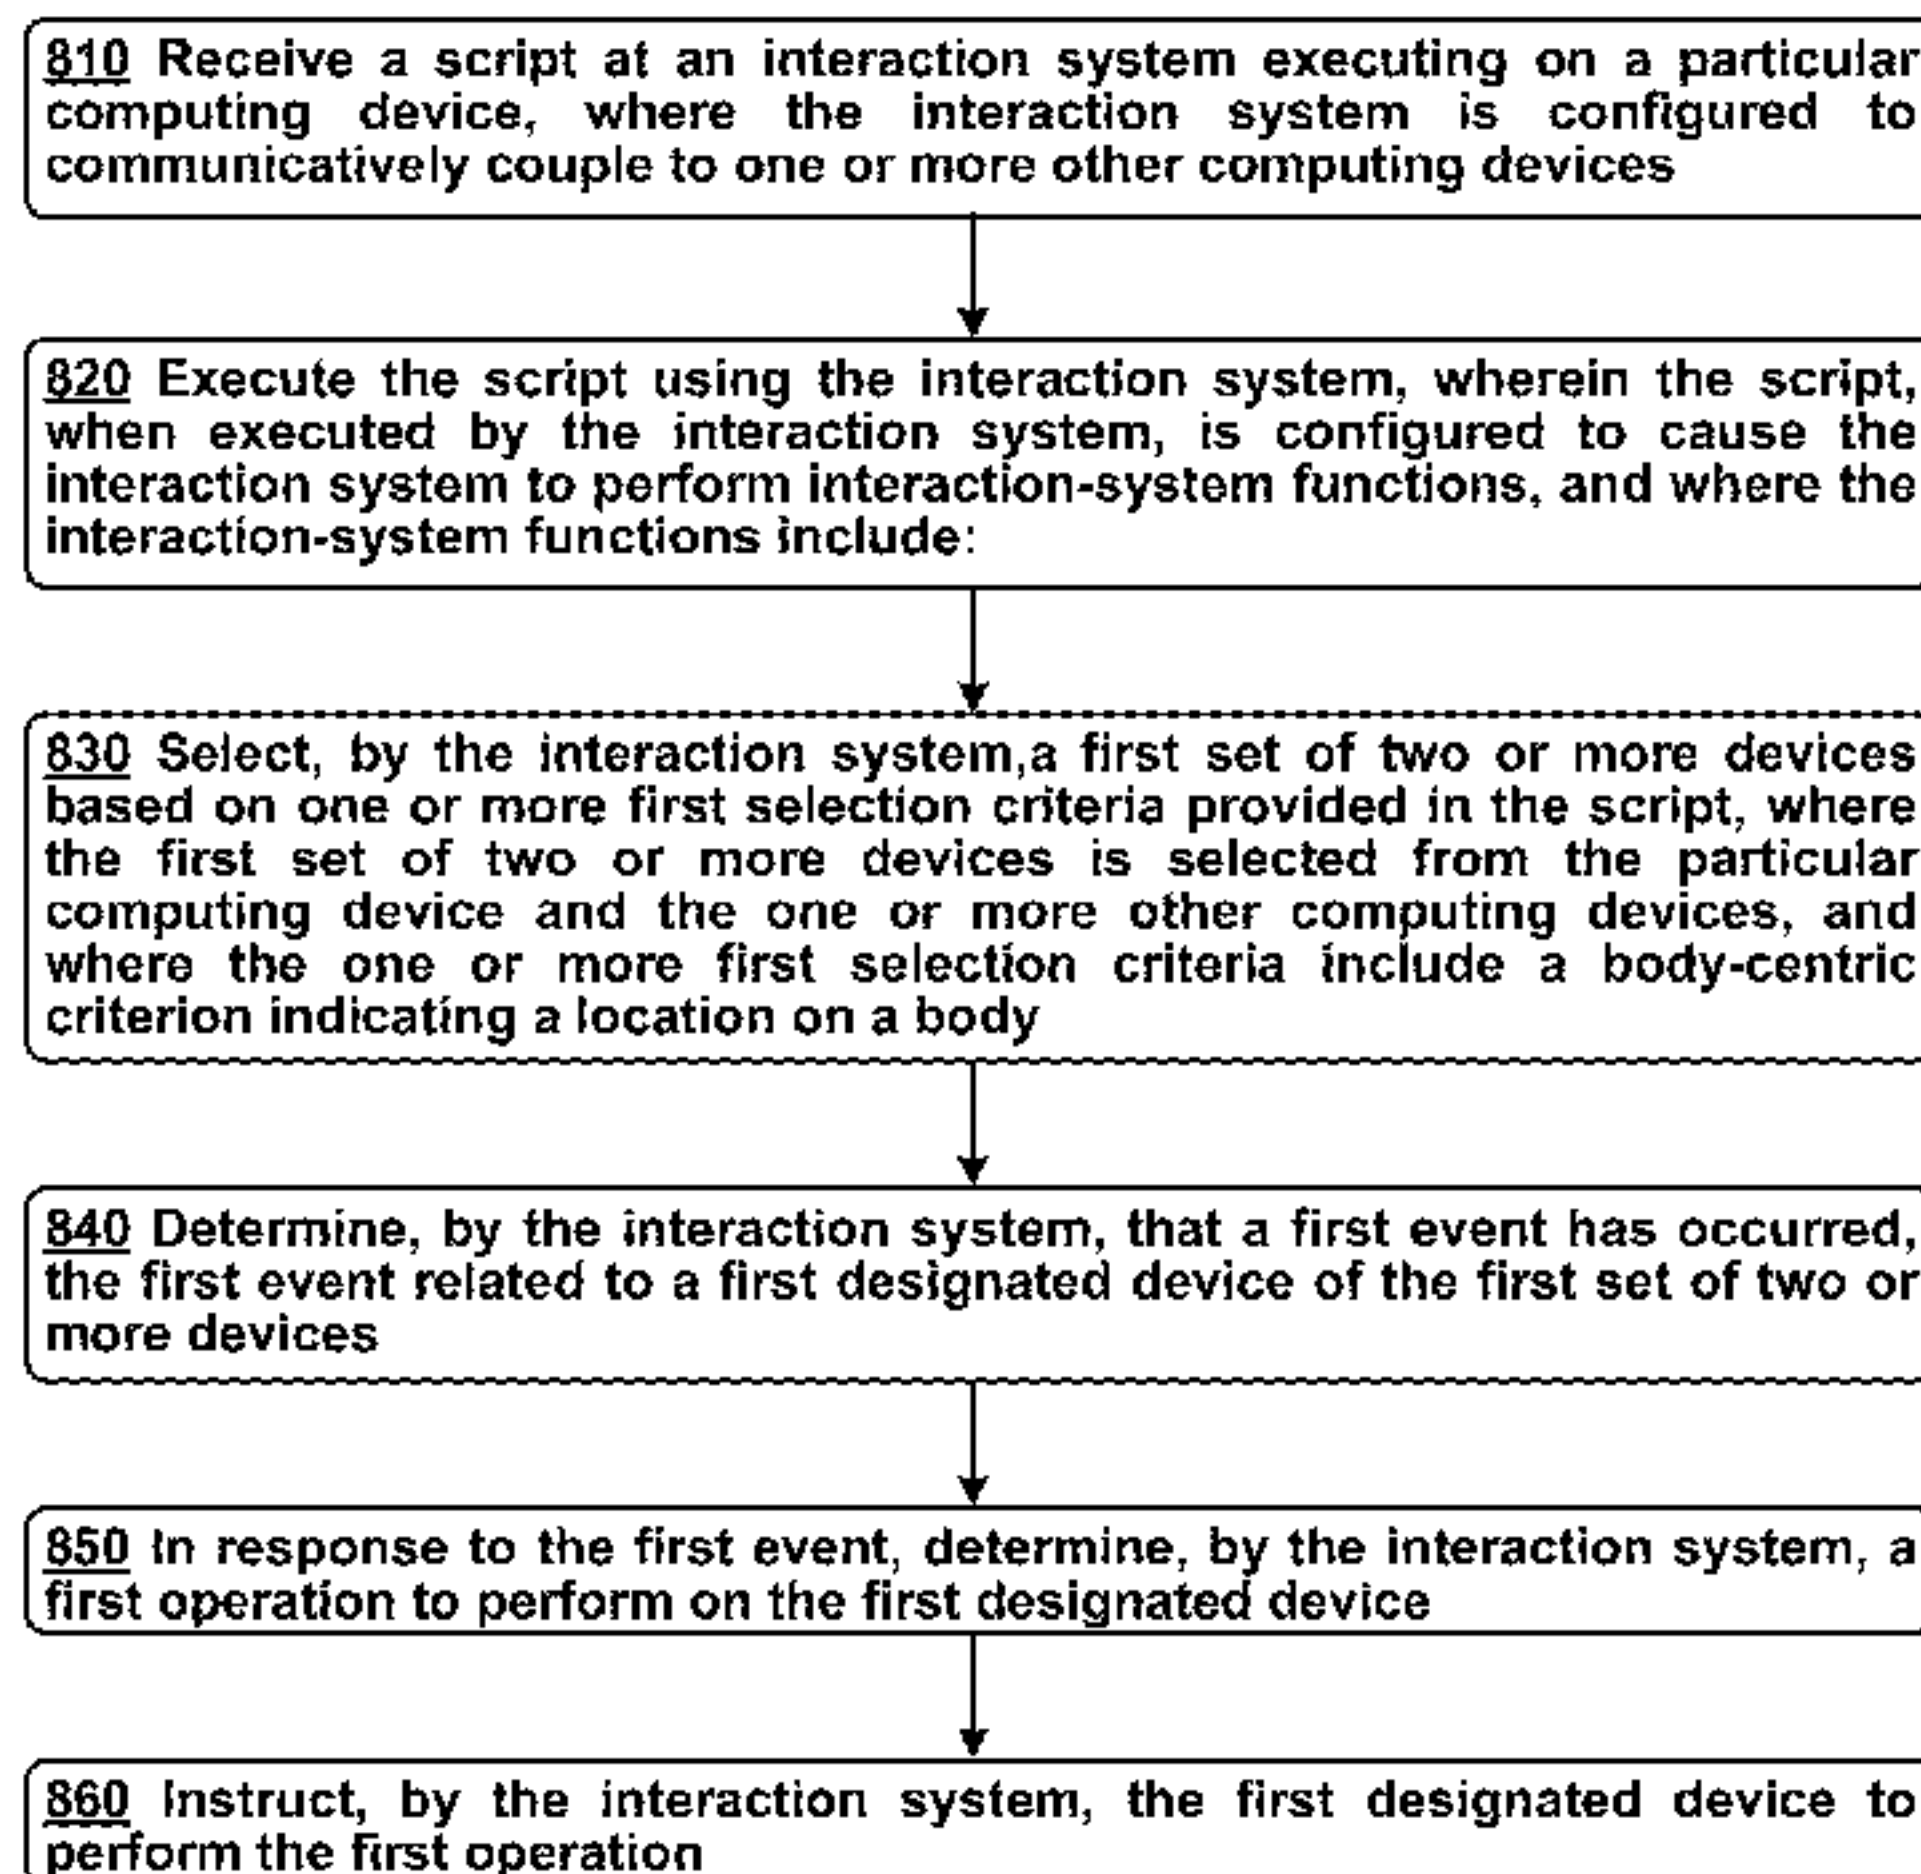 810 Receive a script at an interaction system executing on a particular
computing device, where the interaction system is configured to
communicatively couple to one or more other computing devices
820 Execute the script using the interaction system, wherein the script,
when executed by the interaction system, is configured to cause the
interaction system to perform interaction-system functions, and where the
interaction-system functions include:
830 Select, by the interaction system,a first set of two or more devices
based on one or more first selection criteria provided in the script, where
the first set of two or more devices is selected from the particular
computing device and the one or more other computing devices, and
where the one or more first selection criteria include a body-centric
criterion indicating a location on a body
840 Determine, by the interaction system, that a first event has occurred,
the first event related to a first designated device of the first set of two or
more devices
850 In response to the first event, determine, by the interaction system, a
first operation to perform on the first designated device
860 Instruct, by the interaction system, the first designated device to
perform the first operation